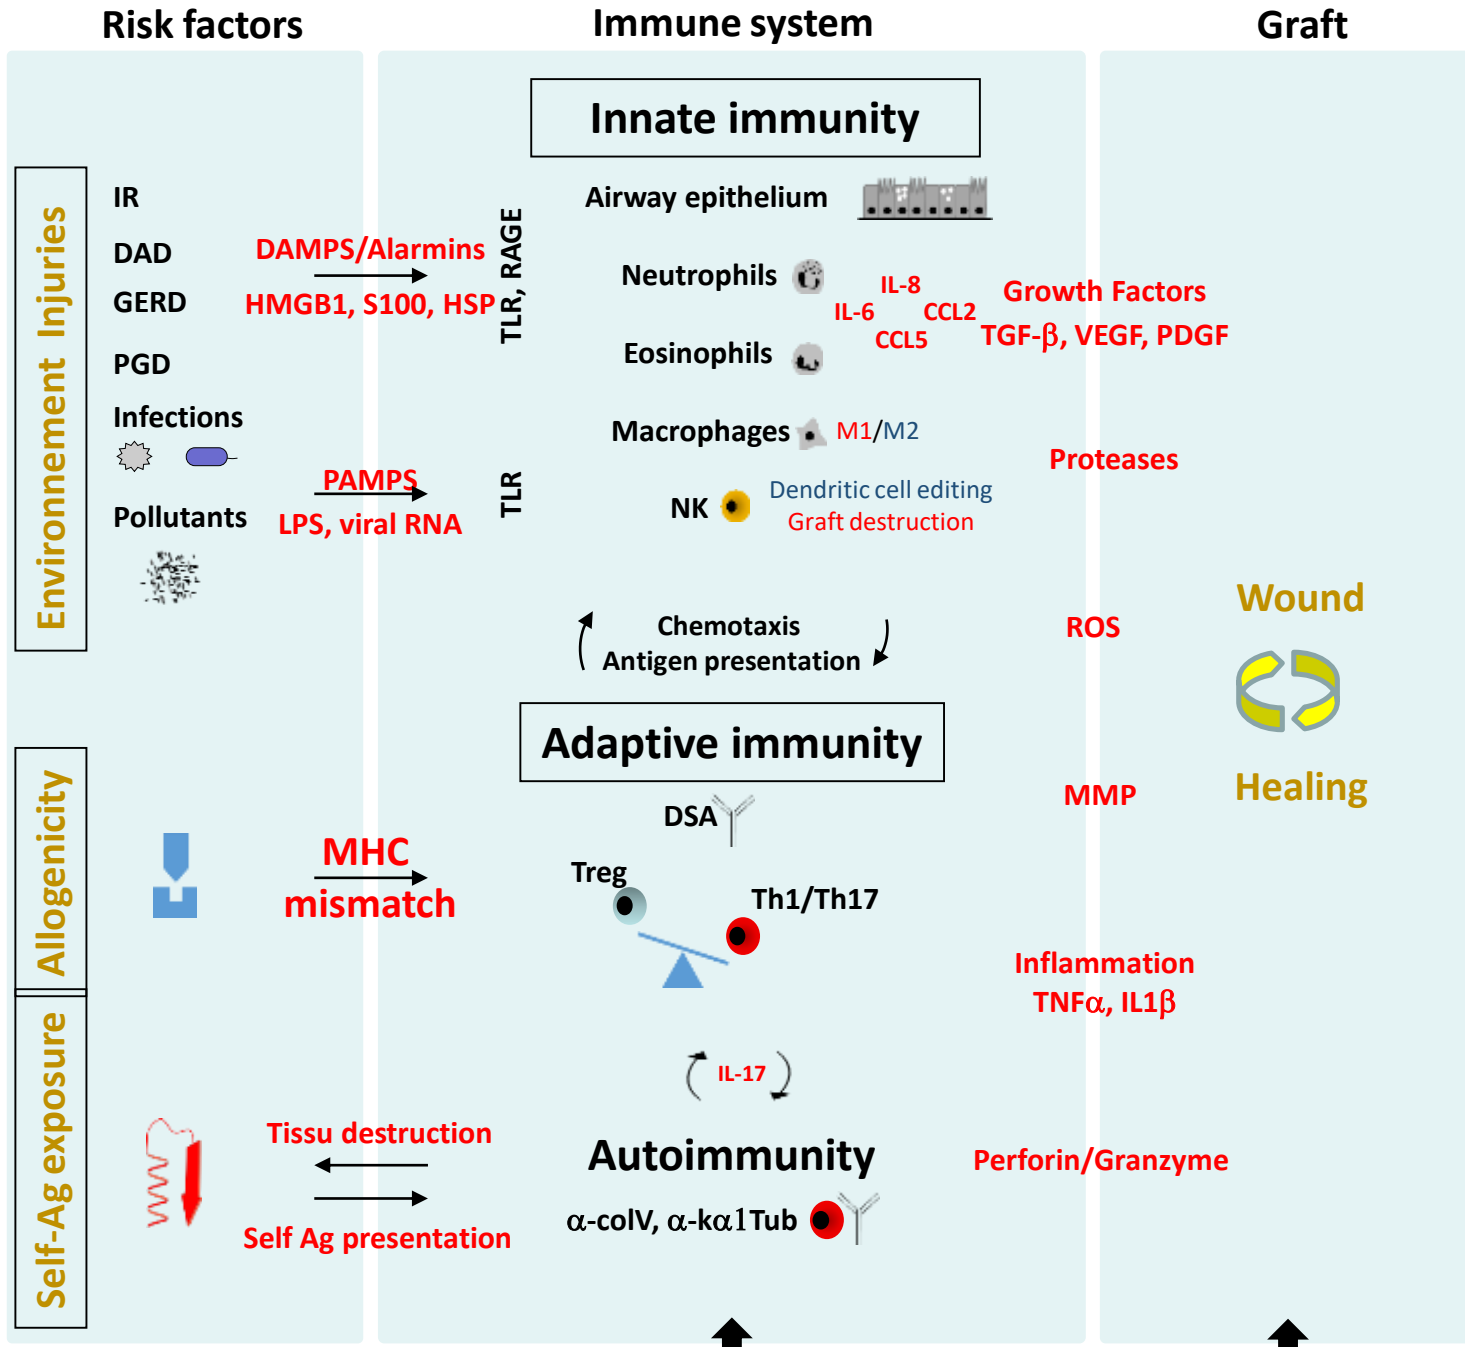 Risk factors
Immune system
Graft
Innate immunity
Environnement Injuries
IR
DAD
GERD
PGD
Infections
Pollutants
DAMPS/Alarmins
HMGB1, S100, HSP
PAMPS
LPS, viral RNA
TLR, RAGE
TLR
Airway epithelium
Neutrophils
Eosinophils
IL-8
IL-6
CCL2
CCL5
Macrophages
M1/M2
NK
Dendritic cell editing
Graft destruction
Growth Factors
TGF-β, VEGF, PDGF
Proteases
Chemotaxis
Antigen presentation
ROS
Wound
Healing
Adaptive immunity
Allogenicity
MHC
mismatch
DSA
Treg
Th1/Th17
MMP
Inflammation
TNFα, IL1β
IL-17
Self-Ag exposure
Tissu destruction
Self Ag presentation
Autoimmunity
α-colV, α-kα1Tub
Perforin/Granzyme